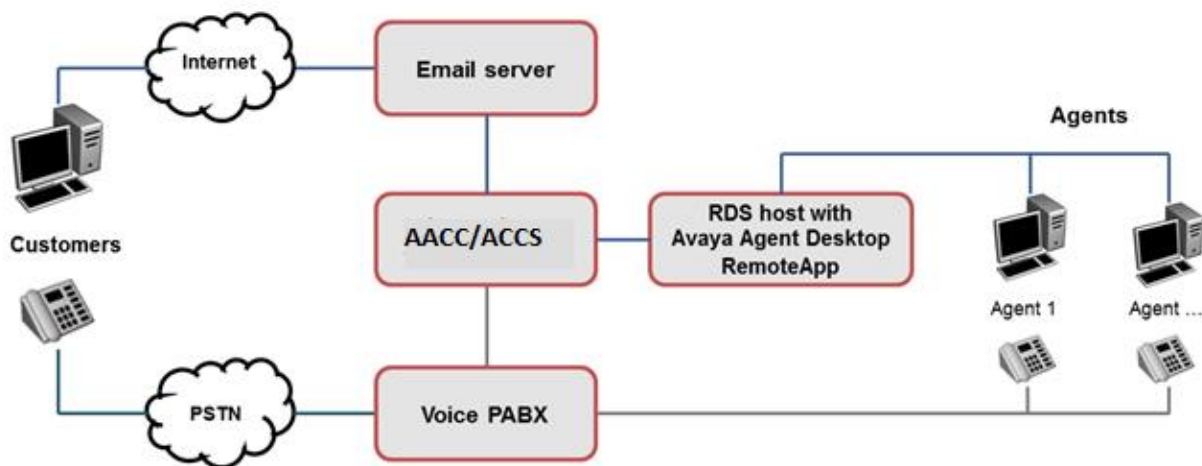 Internet
Email server
Agents
Customers
AACC/ACCS
RDS host with
Avaya Agent Desktop
RemoteApp
Agent 1
Agent ...
PSTN
Voice PABX